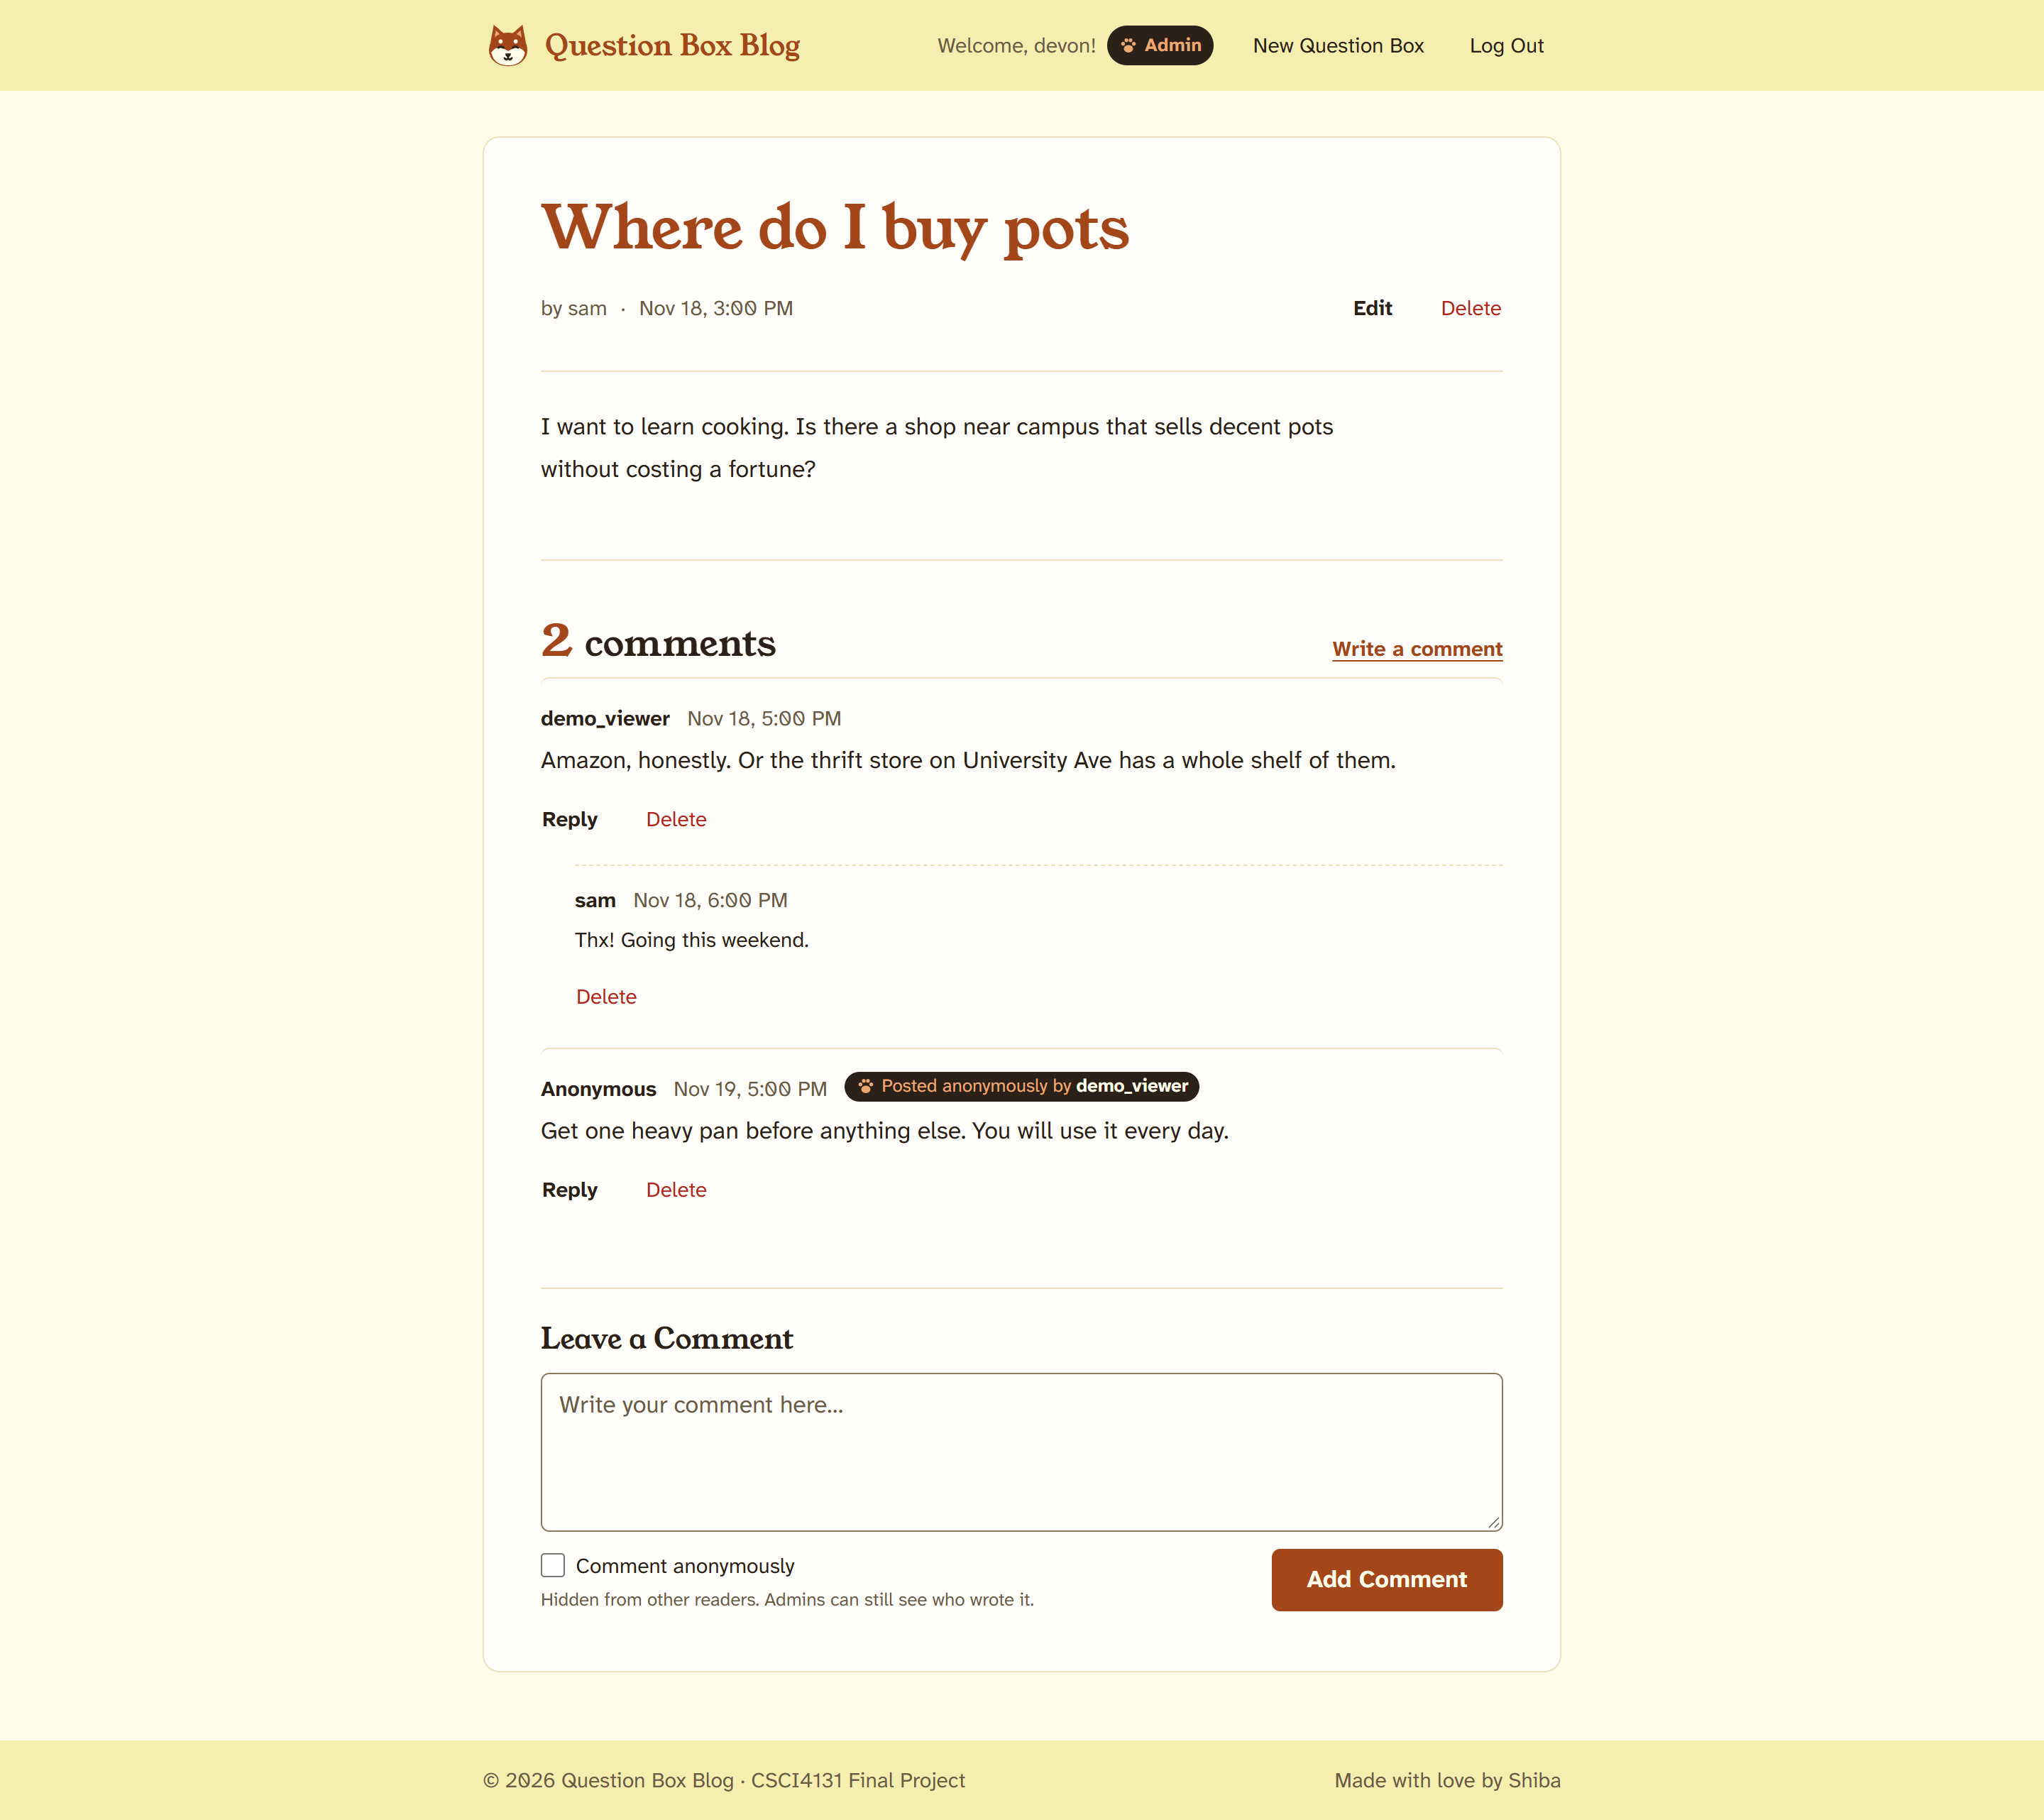 Question Box Blog
Welcome, devon! Admin New Question Box Log Out
Where do I buy pots
by sam · Nov 18, 3:00 PM Edit Delete
I want to learn cooking. Is there a shop near campus that sells decent pots
without costing a fortune?
2 comments Write a comment
demo_viewer Nov 18, 5:00 PM
Amazon, honestly. Or the thrift store on University Ave has a whole shelf of them.
Reply Delete
sam Nov 18, 6:00 PM
Thx! Going this weekend.
Delete
Anonymous Nov 19, 5:00 PM Posted anonymously by demo_viewer
Get one heavy pan before anything else. You will use it every day.
Reply Delete
Leave a Comment
Write your comment here...
Comment anonymously
Hidden from other readers. Admins can still see who wrote it.
Add Comment
© 2026 Question Box Blog · CSCI4131 Final Project Made with love by Shiba